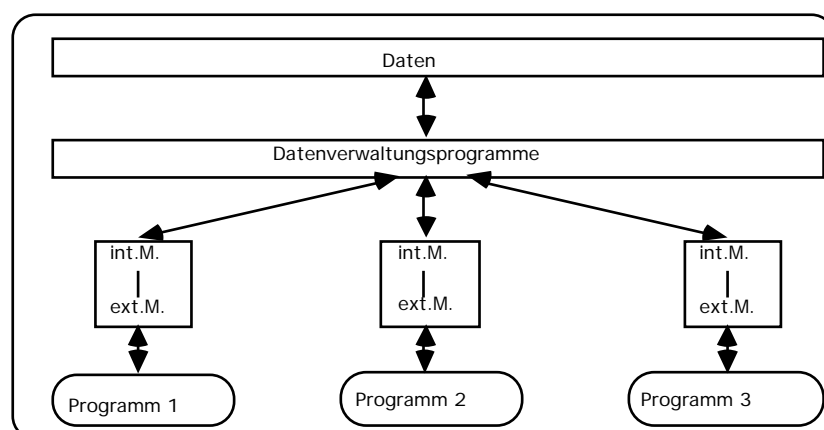 Daten
Datenverwaltungsprogramme
int.M.
ext.M.
int.M.
ext.M.
int.M.
ext.M.
Programm 1
Programm 2
Programm 3